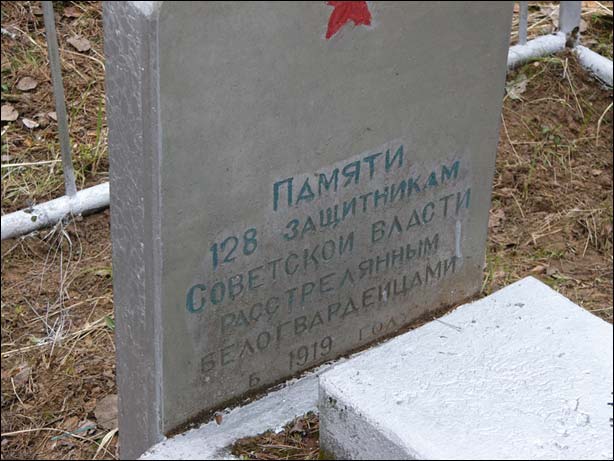 ПАМЯТИ
128 ЗАЩИТНИКАМ
СОВЕТСКОЙ ВЛАСТИ
РАССТРЕЛЯННЫМ
БЕЛОГВАРДЕЙЦАМИ
В 1919 ГОДУ